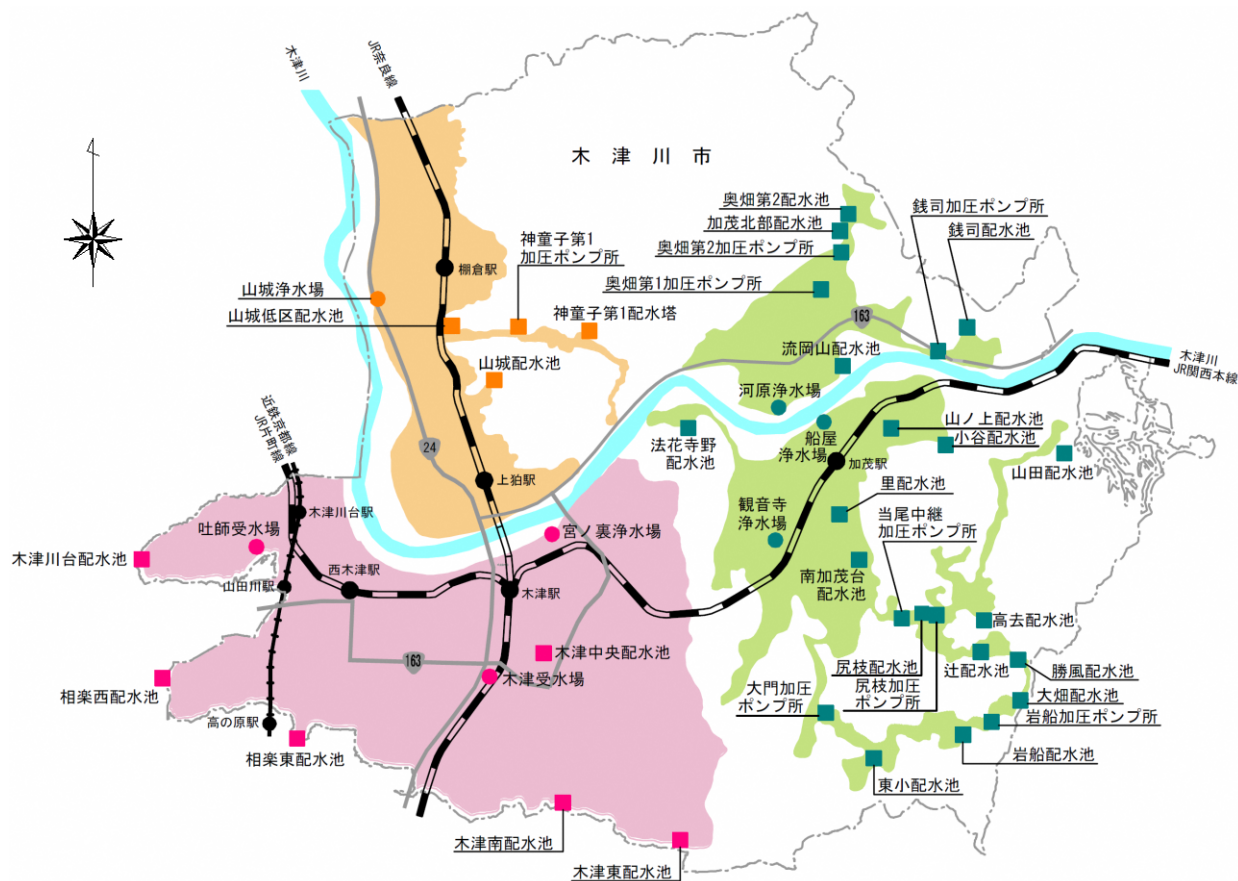 木津川
JR奈良線
木津川市
奥畑第2配水池
加茂北部配水池
奥畑第2加圧ポンプ所
奥畑第1加圧ポンプ所
銭司加圧ポンプ所
銭司配水池
神童子第1
加圧ポンプ所
棚倉駅
山城浄水場
山城低区配水池
神童子第1配水塔
163
流岡山配水池
木津川
JR関西本線
山城配水池
河原浄水場
近鉄京都線
JR片町線
24
法花寺野
配水池
船屋
浄水場
山ノ上配水池
小谷配水池
加茂駅
山田配水池
上狛駅
里配水池
木津川台駅
観音寺
浄水場
当尾中継
加圧ポンプ所
吐師受水場
宮ノ裏浄水場
木津川台配水池
西木津駅
山田川駅
木津駅
南加茂台
配水池
高去配水池
163
木津中央配水池
尻枝配水池
辻配水池
勝風配水池
相楽西配水池
木津受水場
大門加圧
ポンプ所
尻枝加圧
ポンプ所
大畑配水池
高の原駅
岩船加圧ポンプ所
相楽東配水池
岩船配水池
東小配水池
木津南配水池
木津東配水池